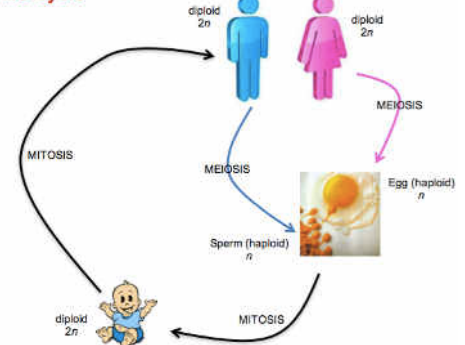 diploid
2n
diploid
2n
MEIOSIS
MITOSIS
MEIOSIS
Egg (haploid)
n
Sperm (haploid)
n
diploid
2n
MITOSIS